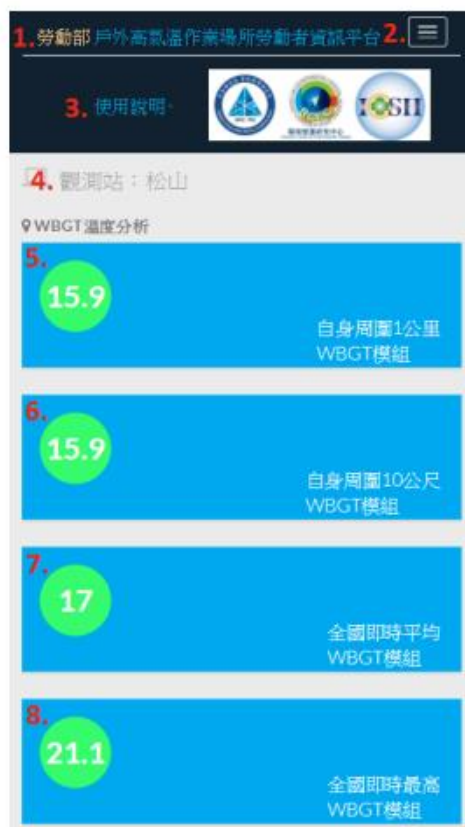 1. 勞動部 戶外高氣溫作業場所勞動者資訊平台 2.
3. 使用說明
IOSH
4. 觀測站：松山
WBGT溫度分析
5.
15.9
自身周圍1公里
WBGT模組
6.
15.9
自身周圍10公尺
WBGT模組
7.
17
全國即時平均
WBGT模組
8.
21.1
全國即時最高
WBGT模組